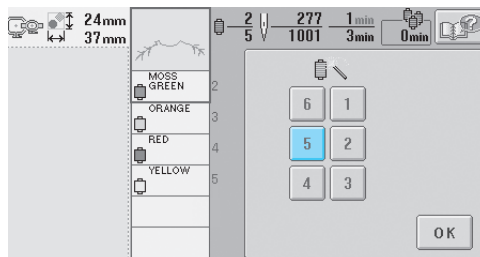 24mm
37mm
2
5
277
1001
1min
3min
0min
MOSS
GREEN
2
ORANGE
3
RED
4
YELLOW
5
6
1
5
2
4
3
OK